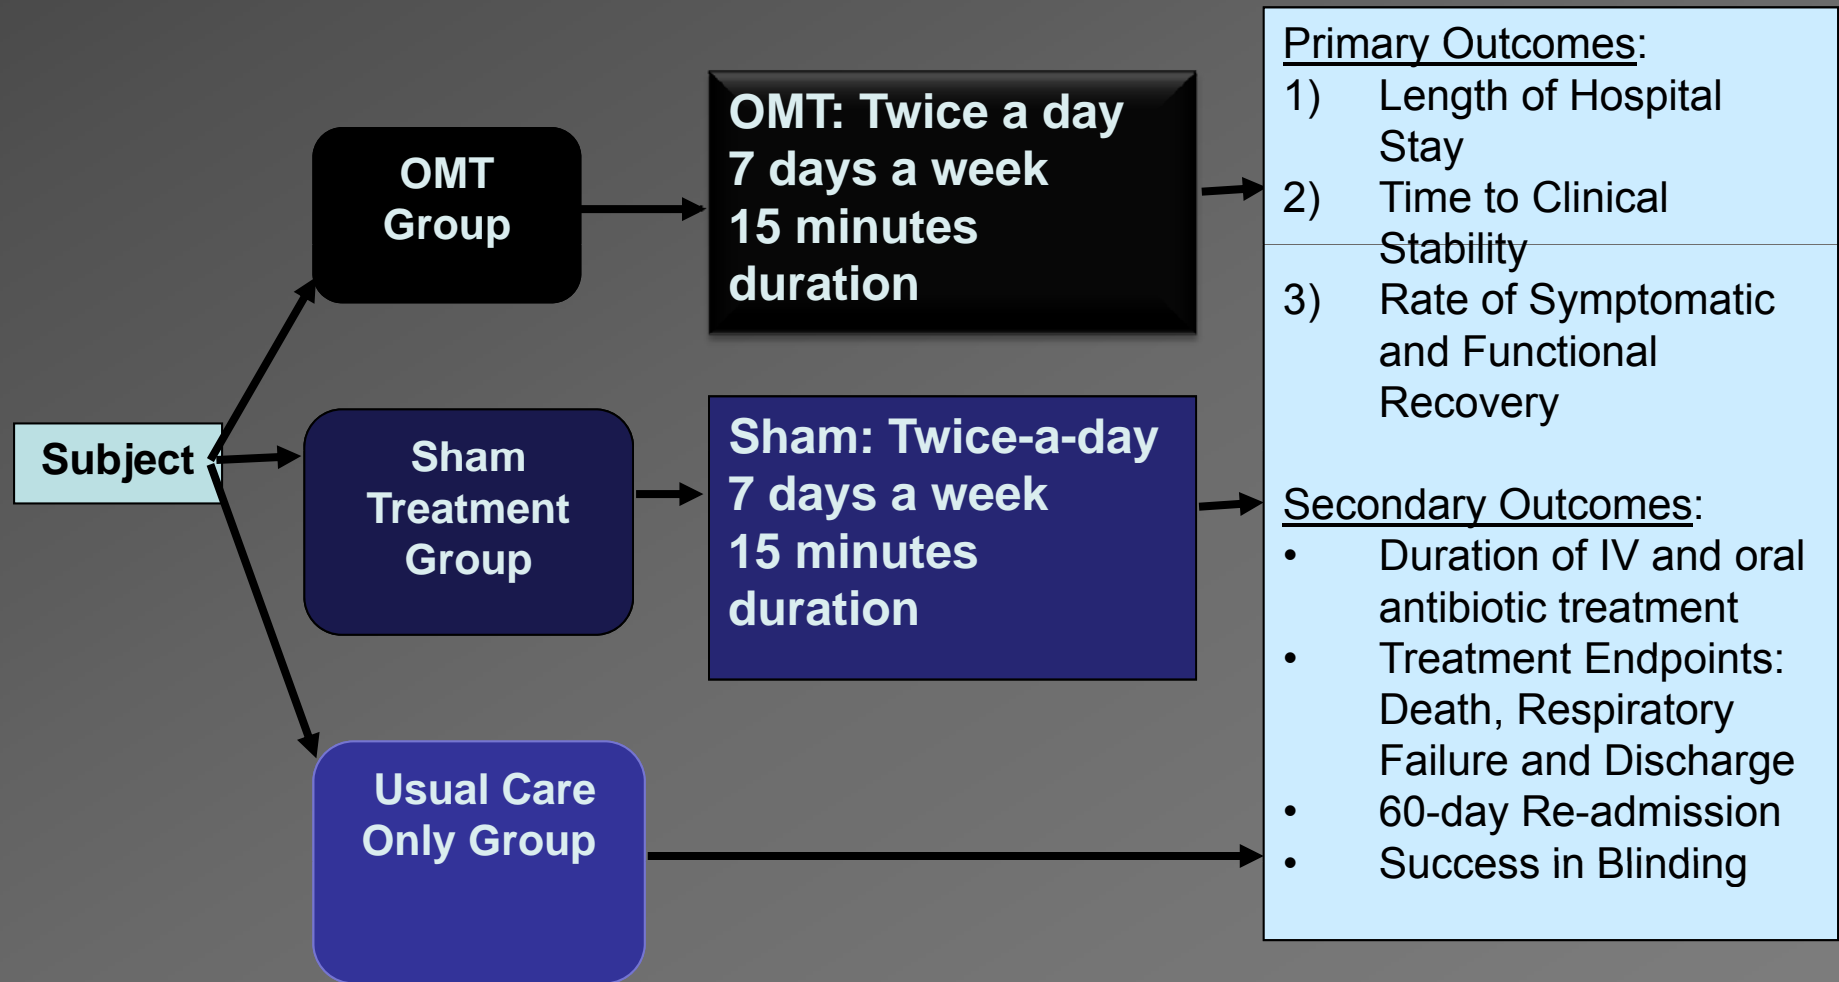 Subject
OMT
Group
OMT: Twice a day
7 days a week
15 minutes
duration
Sham
Treatment
Group
Sham: Twice-a-day
7 days a week
15 minutes
duration
Usual Care
Only Group
Primary Outcomes:
1) Length of Hospital
Stay
2) Time to Clinical
Stability
3) Rate of Symptomatic
and Functional
Recovery
Secondary Outcomes:
• Duration of IV and oral
antibiotic treatment
• Treatment Endpoints:
Death, Respiratory
Failure and Discharge
• 60-day Re-admission
• Success in Blinding